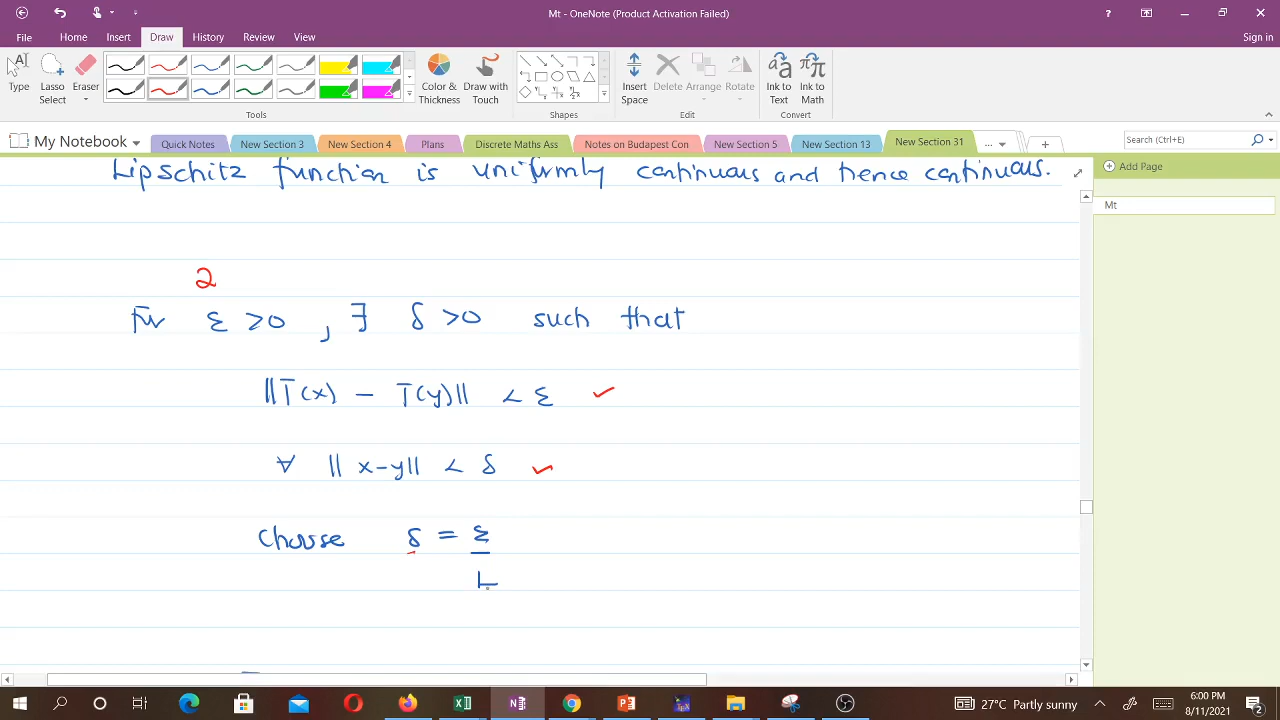 Mt - OneNote (Product Activation Failed)
File Home Insert Draw History Review View Sign in
Type Lasso Select Eraser Color & Thickness Draw with Touch Insert Space Delete Arrange Rotate Ink to Text Ink to Math
Tools Shapes Edit Convert
My Notebook Quick Notes New Section 3 New Section 4 Plans Discrete Maths Ass Notes on Budapest Con New Section 5 New Section 13 New Section 31 ... Search (Ctrl+E)
Add Page
Mt
Lipschitz function is uniformly continuous and hence continuous.
2
For ε >0 , ∃ δ >0 such that
||T(x) - T(y)|| < ε ✓
∀ || x-y|| < δ ✓
Choose δ = ε
L
27°C Partly sunny
6:00 PM
8/11/2021